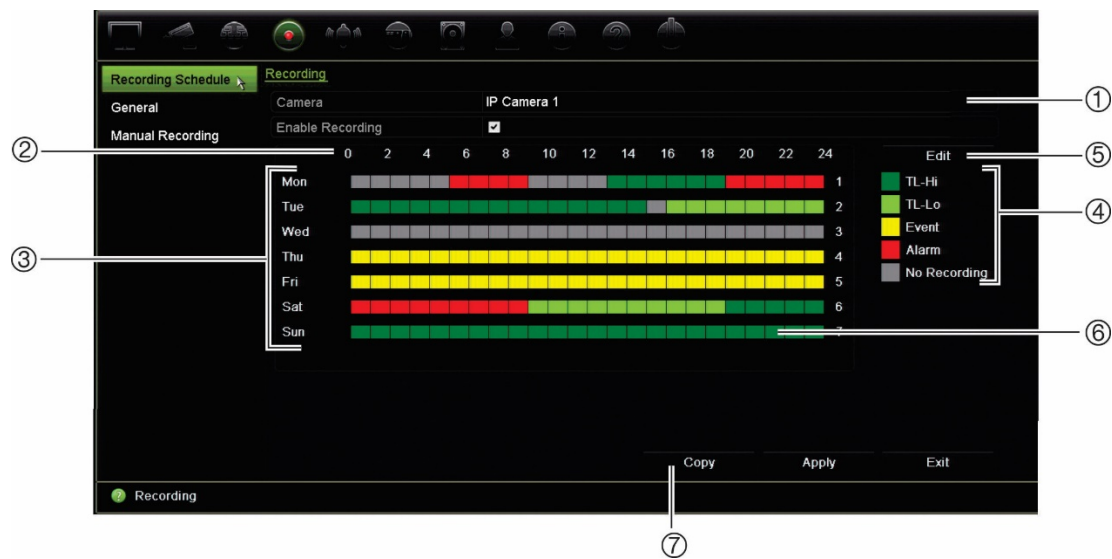 Recording Schedule
General
Manual Recording
Recording
Camera IP Camera 1
Enable Recording
0 2 4 6 8 10 12 14 16 18 20 22 24
Mon 1
Tue 2
Wed 3
Thu 4
Fri 5
Sat 6
Sun 7
Edit
TL-Hi
TL-Lo
Event
Alarm
No Recording
Copy Apply Exit
? Recording
①
②
③
④
⑤
⑥
⑦